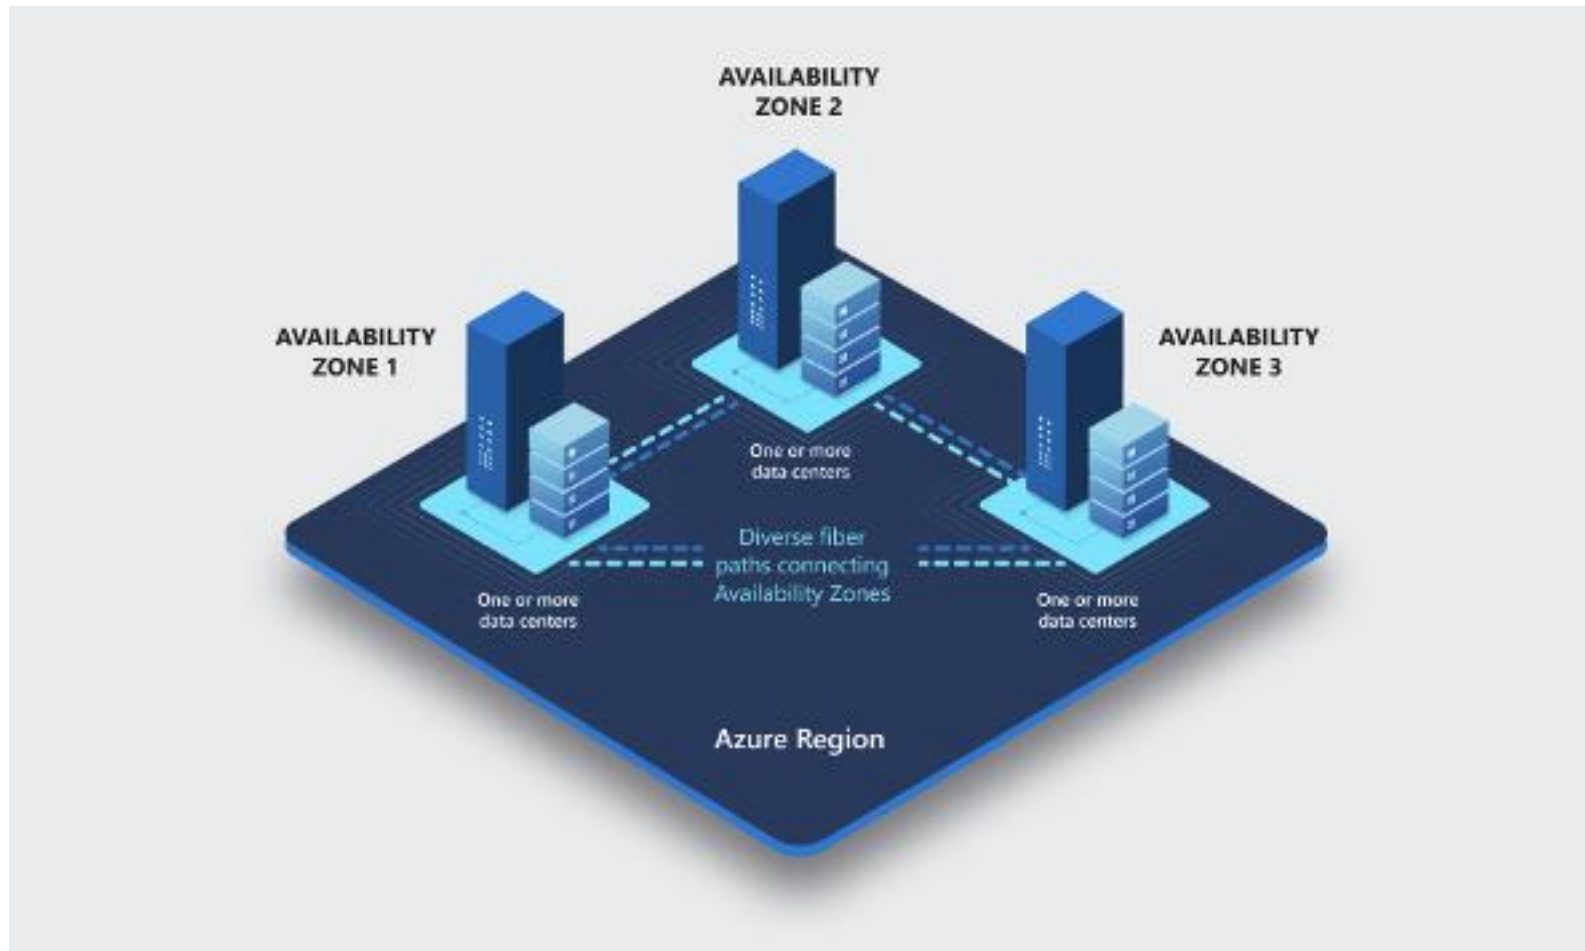 AVAILABILITY
ZONE 2
AVAILABILITY
ZONE 1
AVAILABILITY
ZONE 3
One or more
data centers
Diverse fiber
paths connecting
Availability Zones
One or more
data centers
One or more
data centers
Azure Region